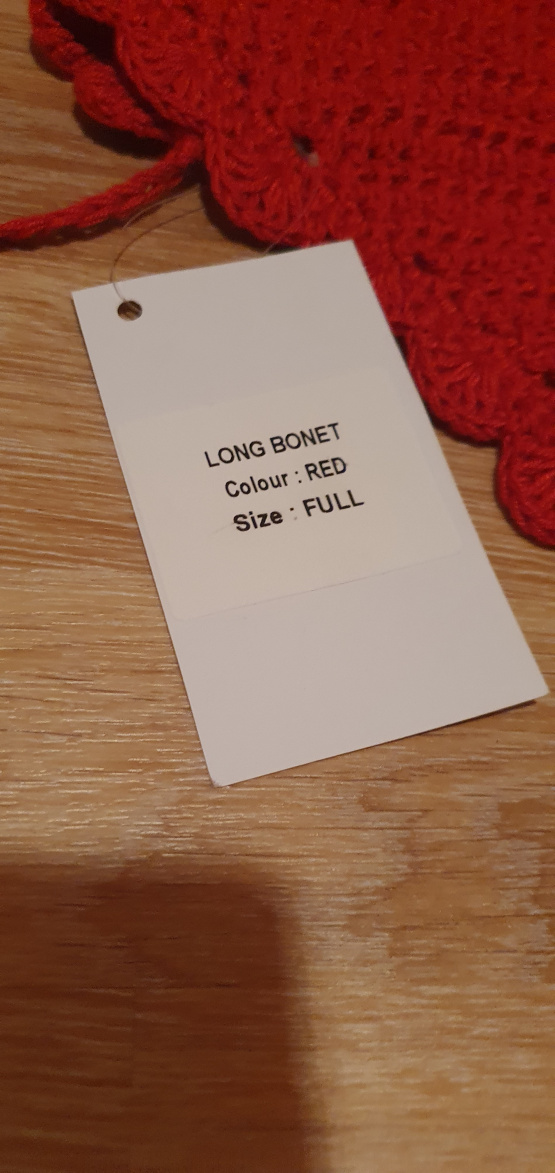 LONG BONET
Colour : RED
Size : FULL